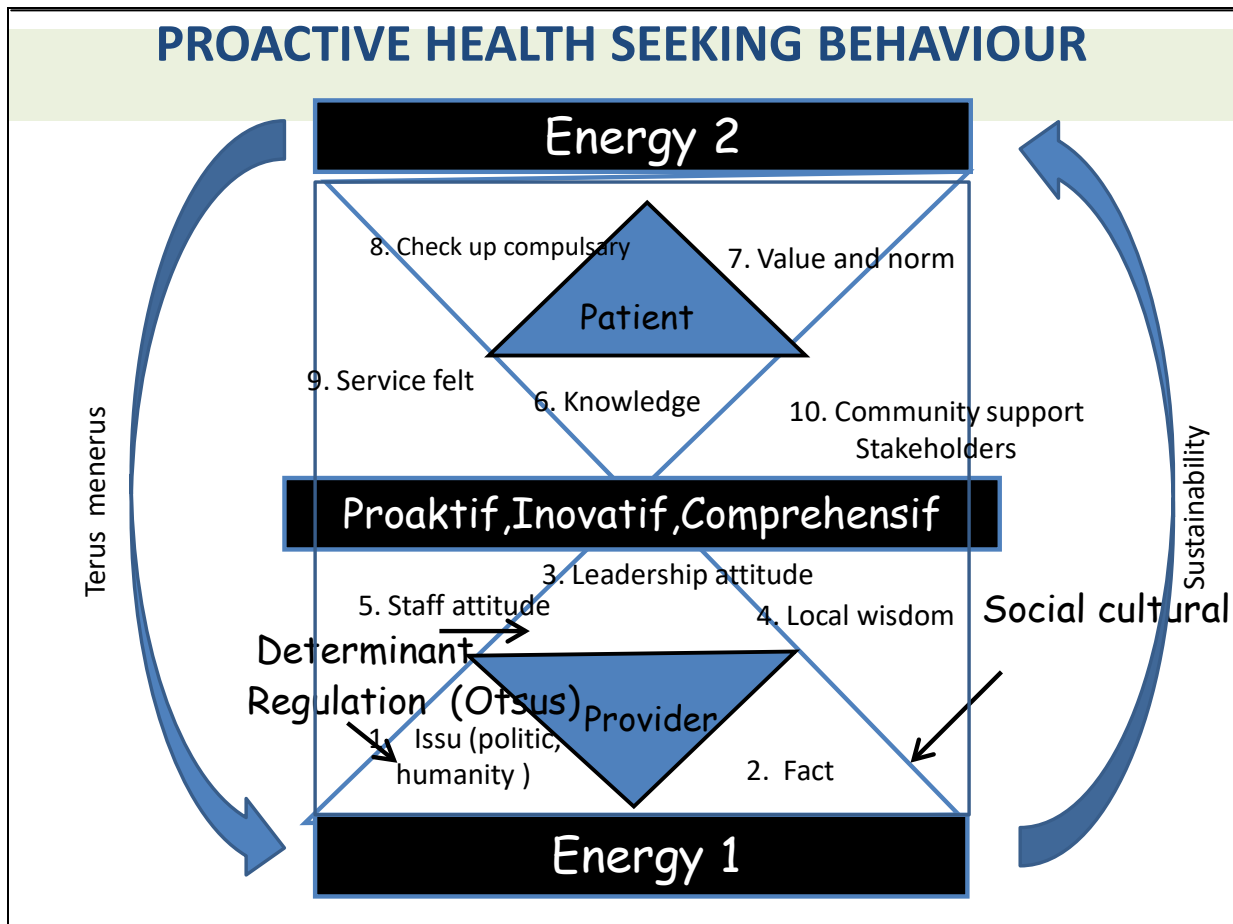 PROACTIVE HEALTH SEEKING BEHAVIOUR
Energy 2
8. Check up compulsary
7. Value and norm
Patient
9. Service felt
6. Knowledge
10. Community support
Stakeholders
Terus menerus
Sustainability
Proaktif,Inovatif,Comprehensif
3. Leadership attitude
5. Staff attitude
4. Local wisdom
Social cultural
Determinant
Regulation (Otsus)
Provider
1. Issu (politic,
humanity )
2. Fact
Energy 1